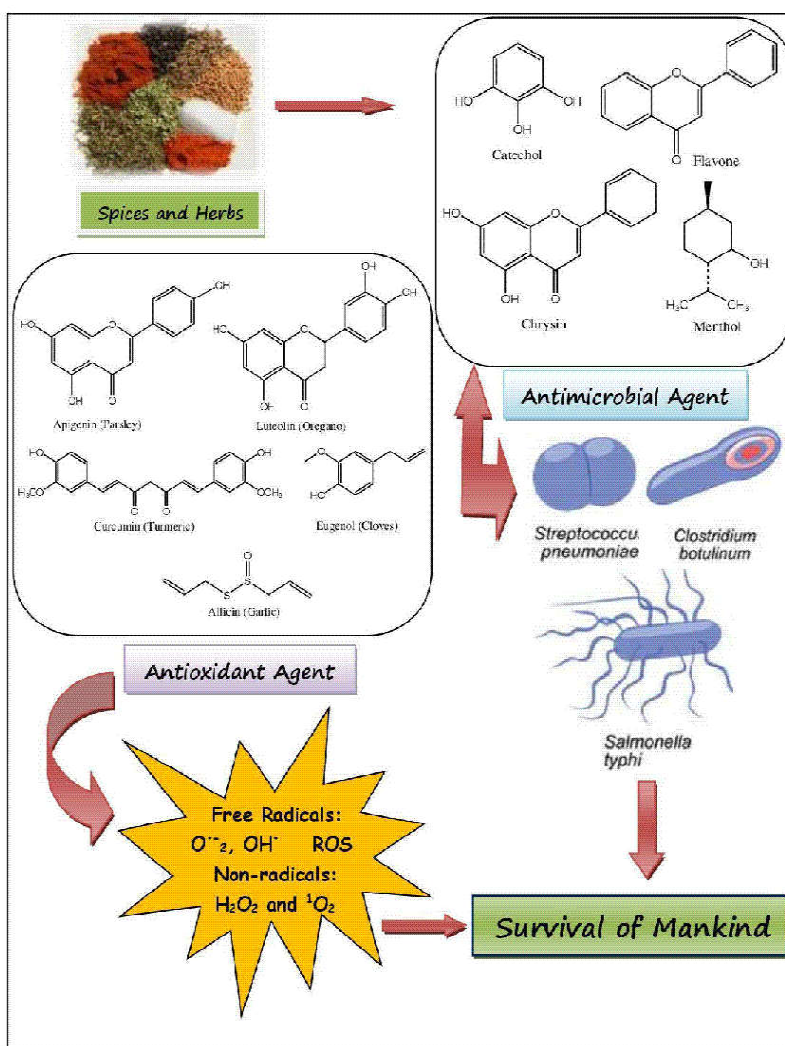 Spices and Herbs
HO
OH
OH
Catechol
O
O
Flavone
HO
O
OH
O
Chrysin
OH
H₃C
CH₃
Menthol
Antimicrobial Agent
OH
HO
O
OH
O
Apigenin (Parsley)
OH
OH
HO
O
OH
O
Luteolin (Oregano)
HO
H₃CO
O
O
OH
OCH₃
Curcumin (Turmeric)
O
HO
Eugenol (Cloves)
O
S
S
Allicin (Garlic)
Antioxidant Agent
Streptococcu
pneumoniae
Clostridium
botulinum
Salmonella
typhi
Free Radicals:
O˙⁻₂, OH˙ ROS
Non-radicals:
H₂O₂ and ¹O₂
Survival of Mankind